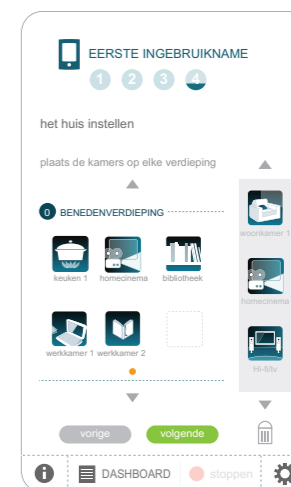 EERSTE INGEBRUIKNAME
1 2 3 4
het huis instellen
plaats de kamers op elke verdieping
0 BENEDENVERDIEPING
keuken 1 homecinema bibliotheek
werkkamer 1 werkkamer 2
woonkamer 1
homecinema
Hi-fi/tv
vorige volgende
i DASHBOARD stoppen